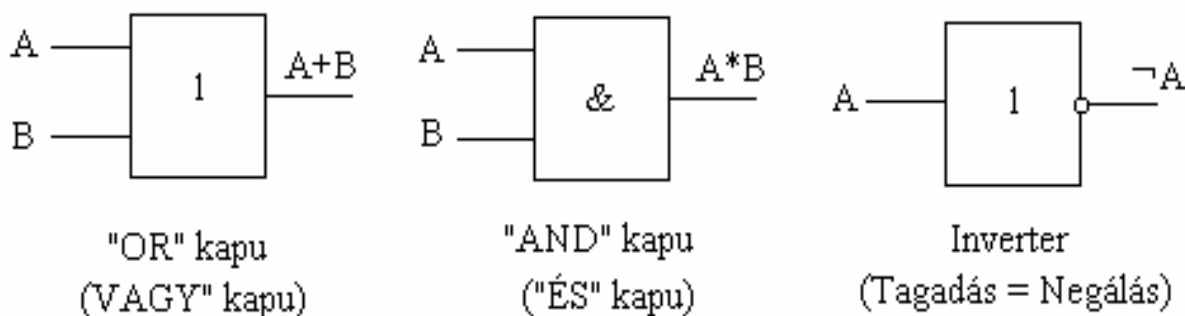 A
B
1
A+B
"OR" kapu
(VAGY" kapu)
A
B
&
A*B
"AND" kapu
("ÉS" kapu)
A
1
¬A
Inverter
(Tagadás = Negálás)